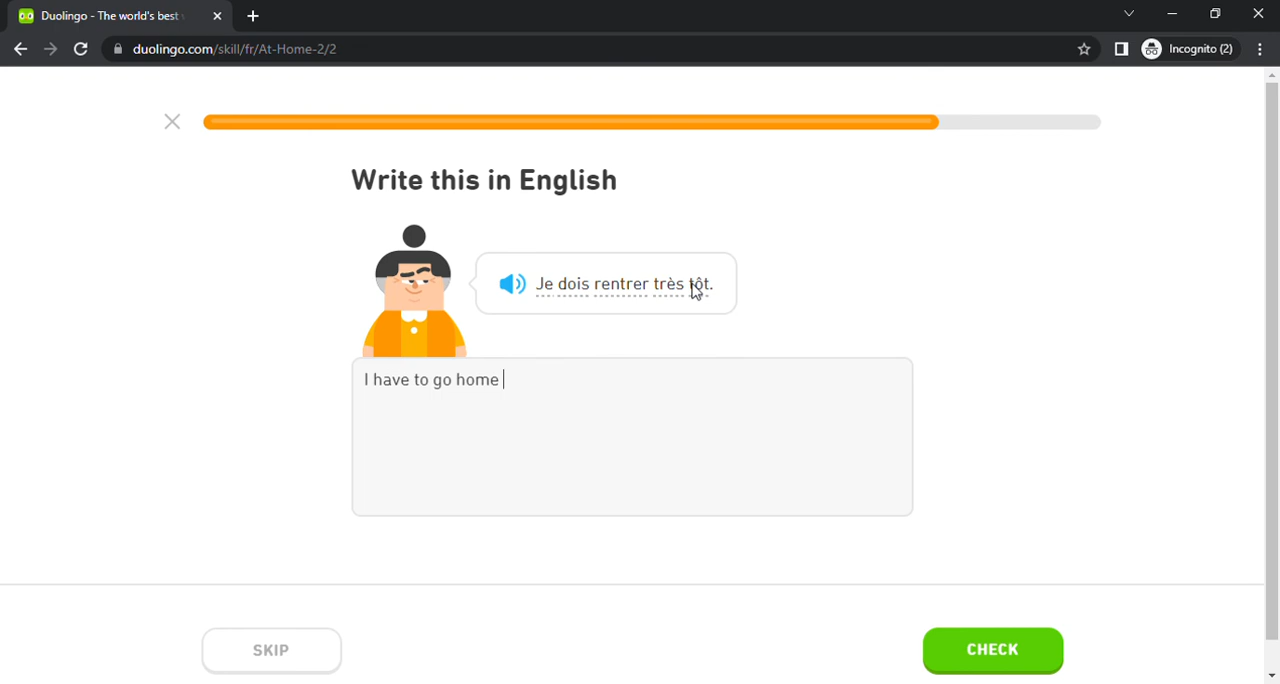 Duolingo - The world's best
duolingo.com/skill/fr/At-Home-2/2
Incognito (2)
Write this in English
Je dois rentrer très tôt.
I have to go home
SKIP
CHECK